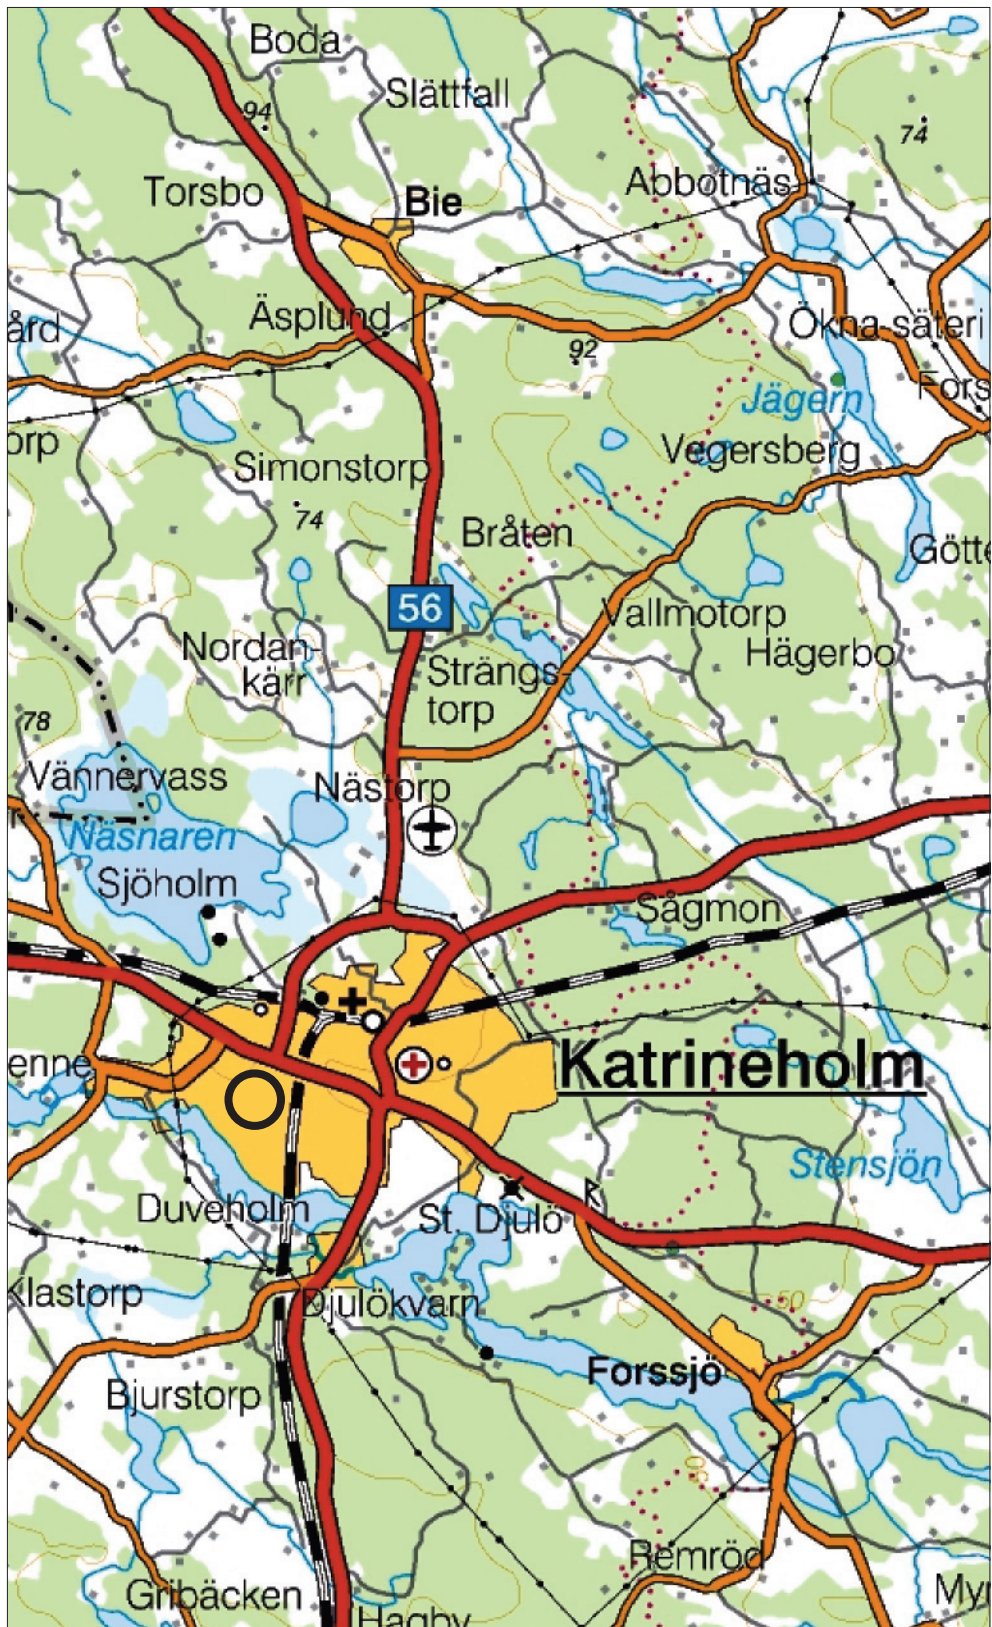 Boda
Slättfall
94
74
Torsbo
Abbotnäs
Bie
Äsplund
ård
Ökna säteri
92
Jägern
Fors
orp
Vegersberg
Simonstorp
74
Bråten
Götte
56
Vallmotorp
Nordan-
kärr
Hägerbo
Strängs-
torp
78
Vännervass
Nästorp
Näsnaren
Sjöholm
Sågmon
enne
Katrineholm
Stensjön
Duveholm
St. Djulö
Klastorp
Djulökvarn
50
Forssjö
Bjurstorp
50
Remröd
Gribäcken
Hagby
Myr